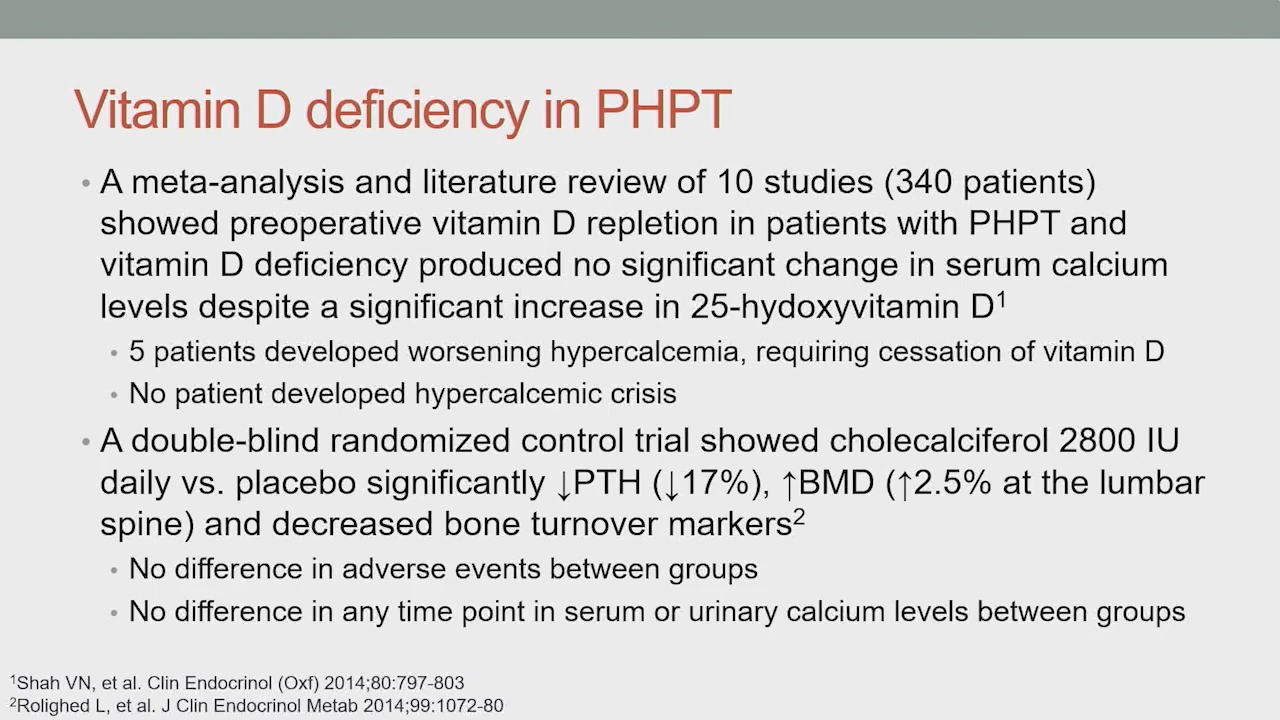 Vitamin D deficiency in PHPT
• A meta-analysis and literature review of 10 studies (340 patients)
showed preoperative vitamin D repletion in patients with PHPT and
vitamin D deficiency produced no significant change in serum calcium
levels despite a significant increase in 25-hydoxyvitamin D¹
• 5 patients developed worsening hypercalcemia, requiring cessation of vitamin D
• No patient developed hypercalcemic crisis
• A double-blind randomized control trial showed cholecalciferol 2800 IU
daily vs. placebo significantly ↓PTH (↓17%), ↑BMD (↑2.5% at the lumbar
spine) and decreased bone turnover markers²
• No difference in adverse events between groups
• No difference in any time point in serum or urinary calcium levels between groups
¹Shah VN, et al. Clin Endocrinol (Oxf) 2014;80:797-803
²Rolighed L, et al. J Clin Endocrinol Metab 2014;99:1072-80